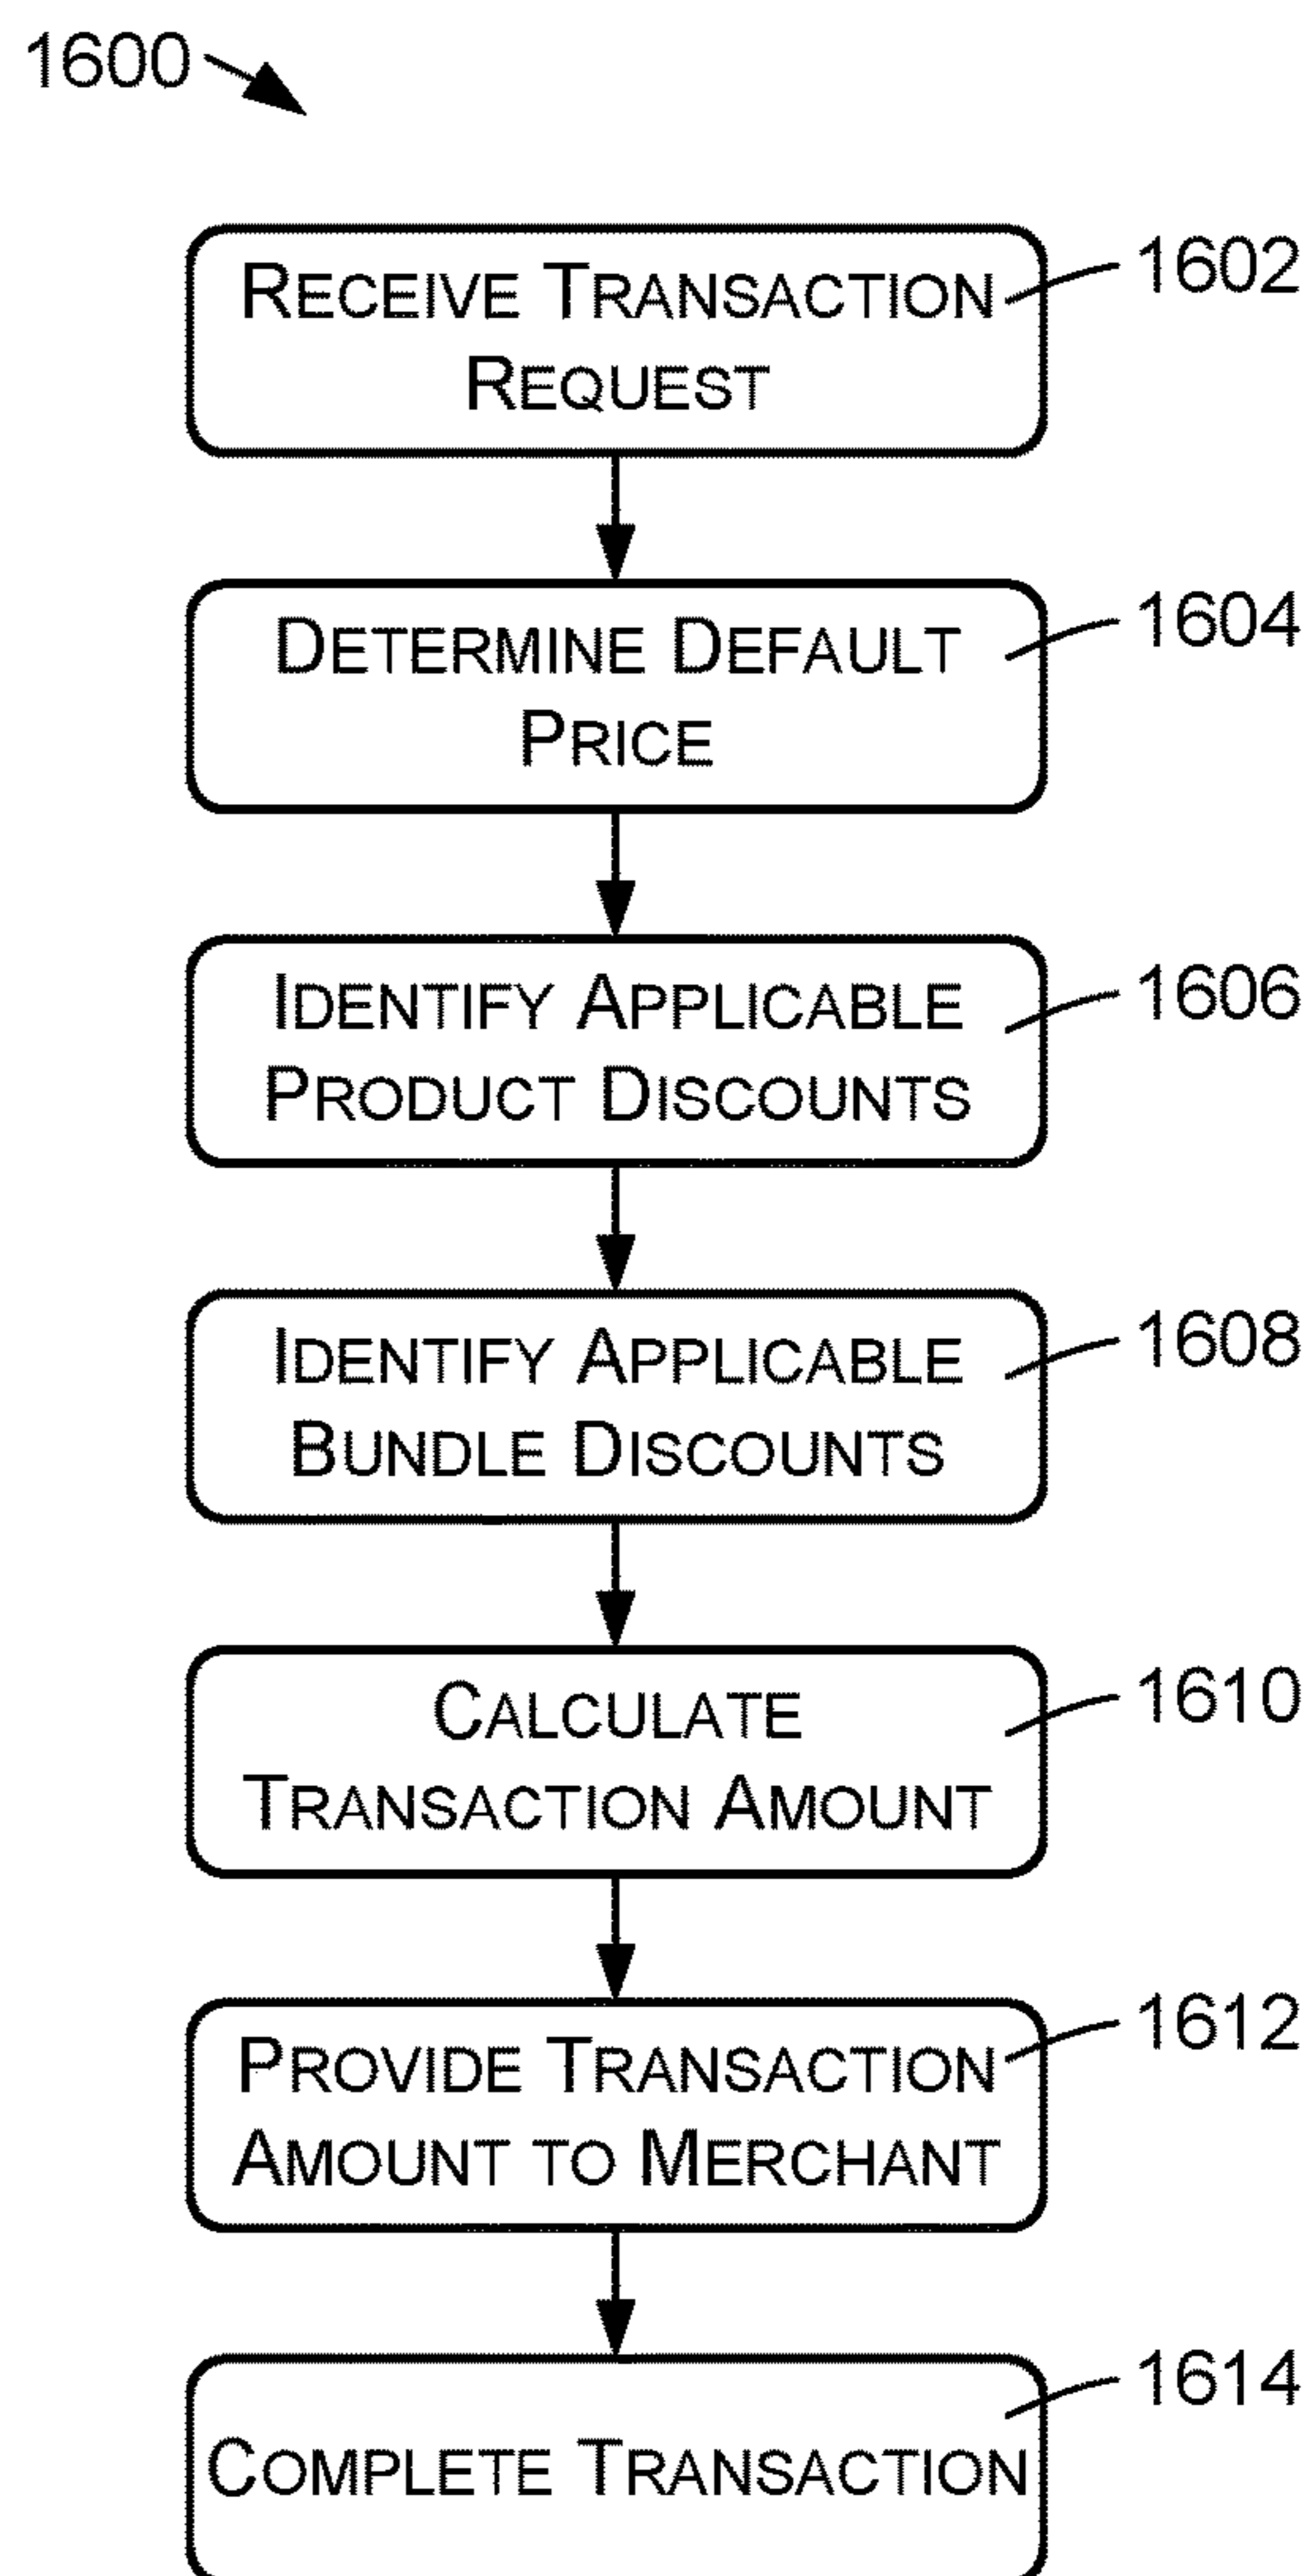 1600
RECEIVE TRANSACTION
REQUEST
1602
DETERMINE DEFAULT
PRICE
1604
IDENTIFY APPLICABLE
PRODUCT DISCOUNTS
1606
IDENTIFY APPLICABLE
BUNDLE DISCOUNTS
1608
CALCULATE
TRANSACTION AMOUNT
1610
PROVIDE TRANSACTION
AMOUNT TO MERCHANT
1612
COMPLETE TRANSACTION
1614